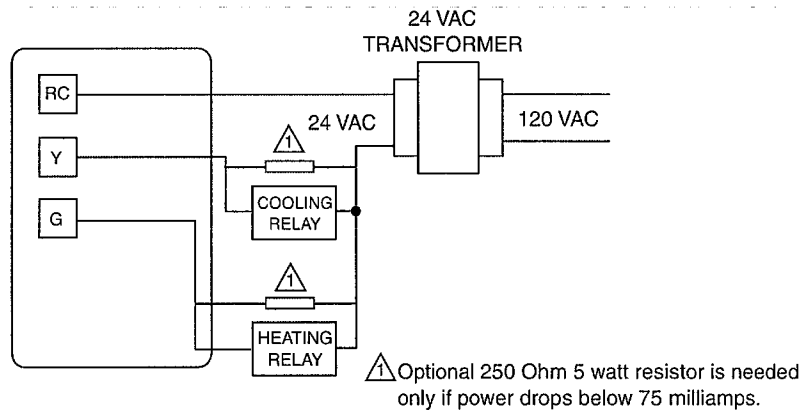 24 VAC
TRANSFORMER
RC
24 VAC
120 VAC
1
Y
COOLING
RELAY
G
1
HEATING
RELAY
1 Optional 250 Ohm 5 watt resistor is needed
only if power drops below 75 milliamps.